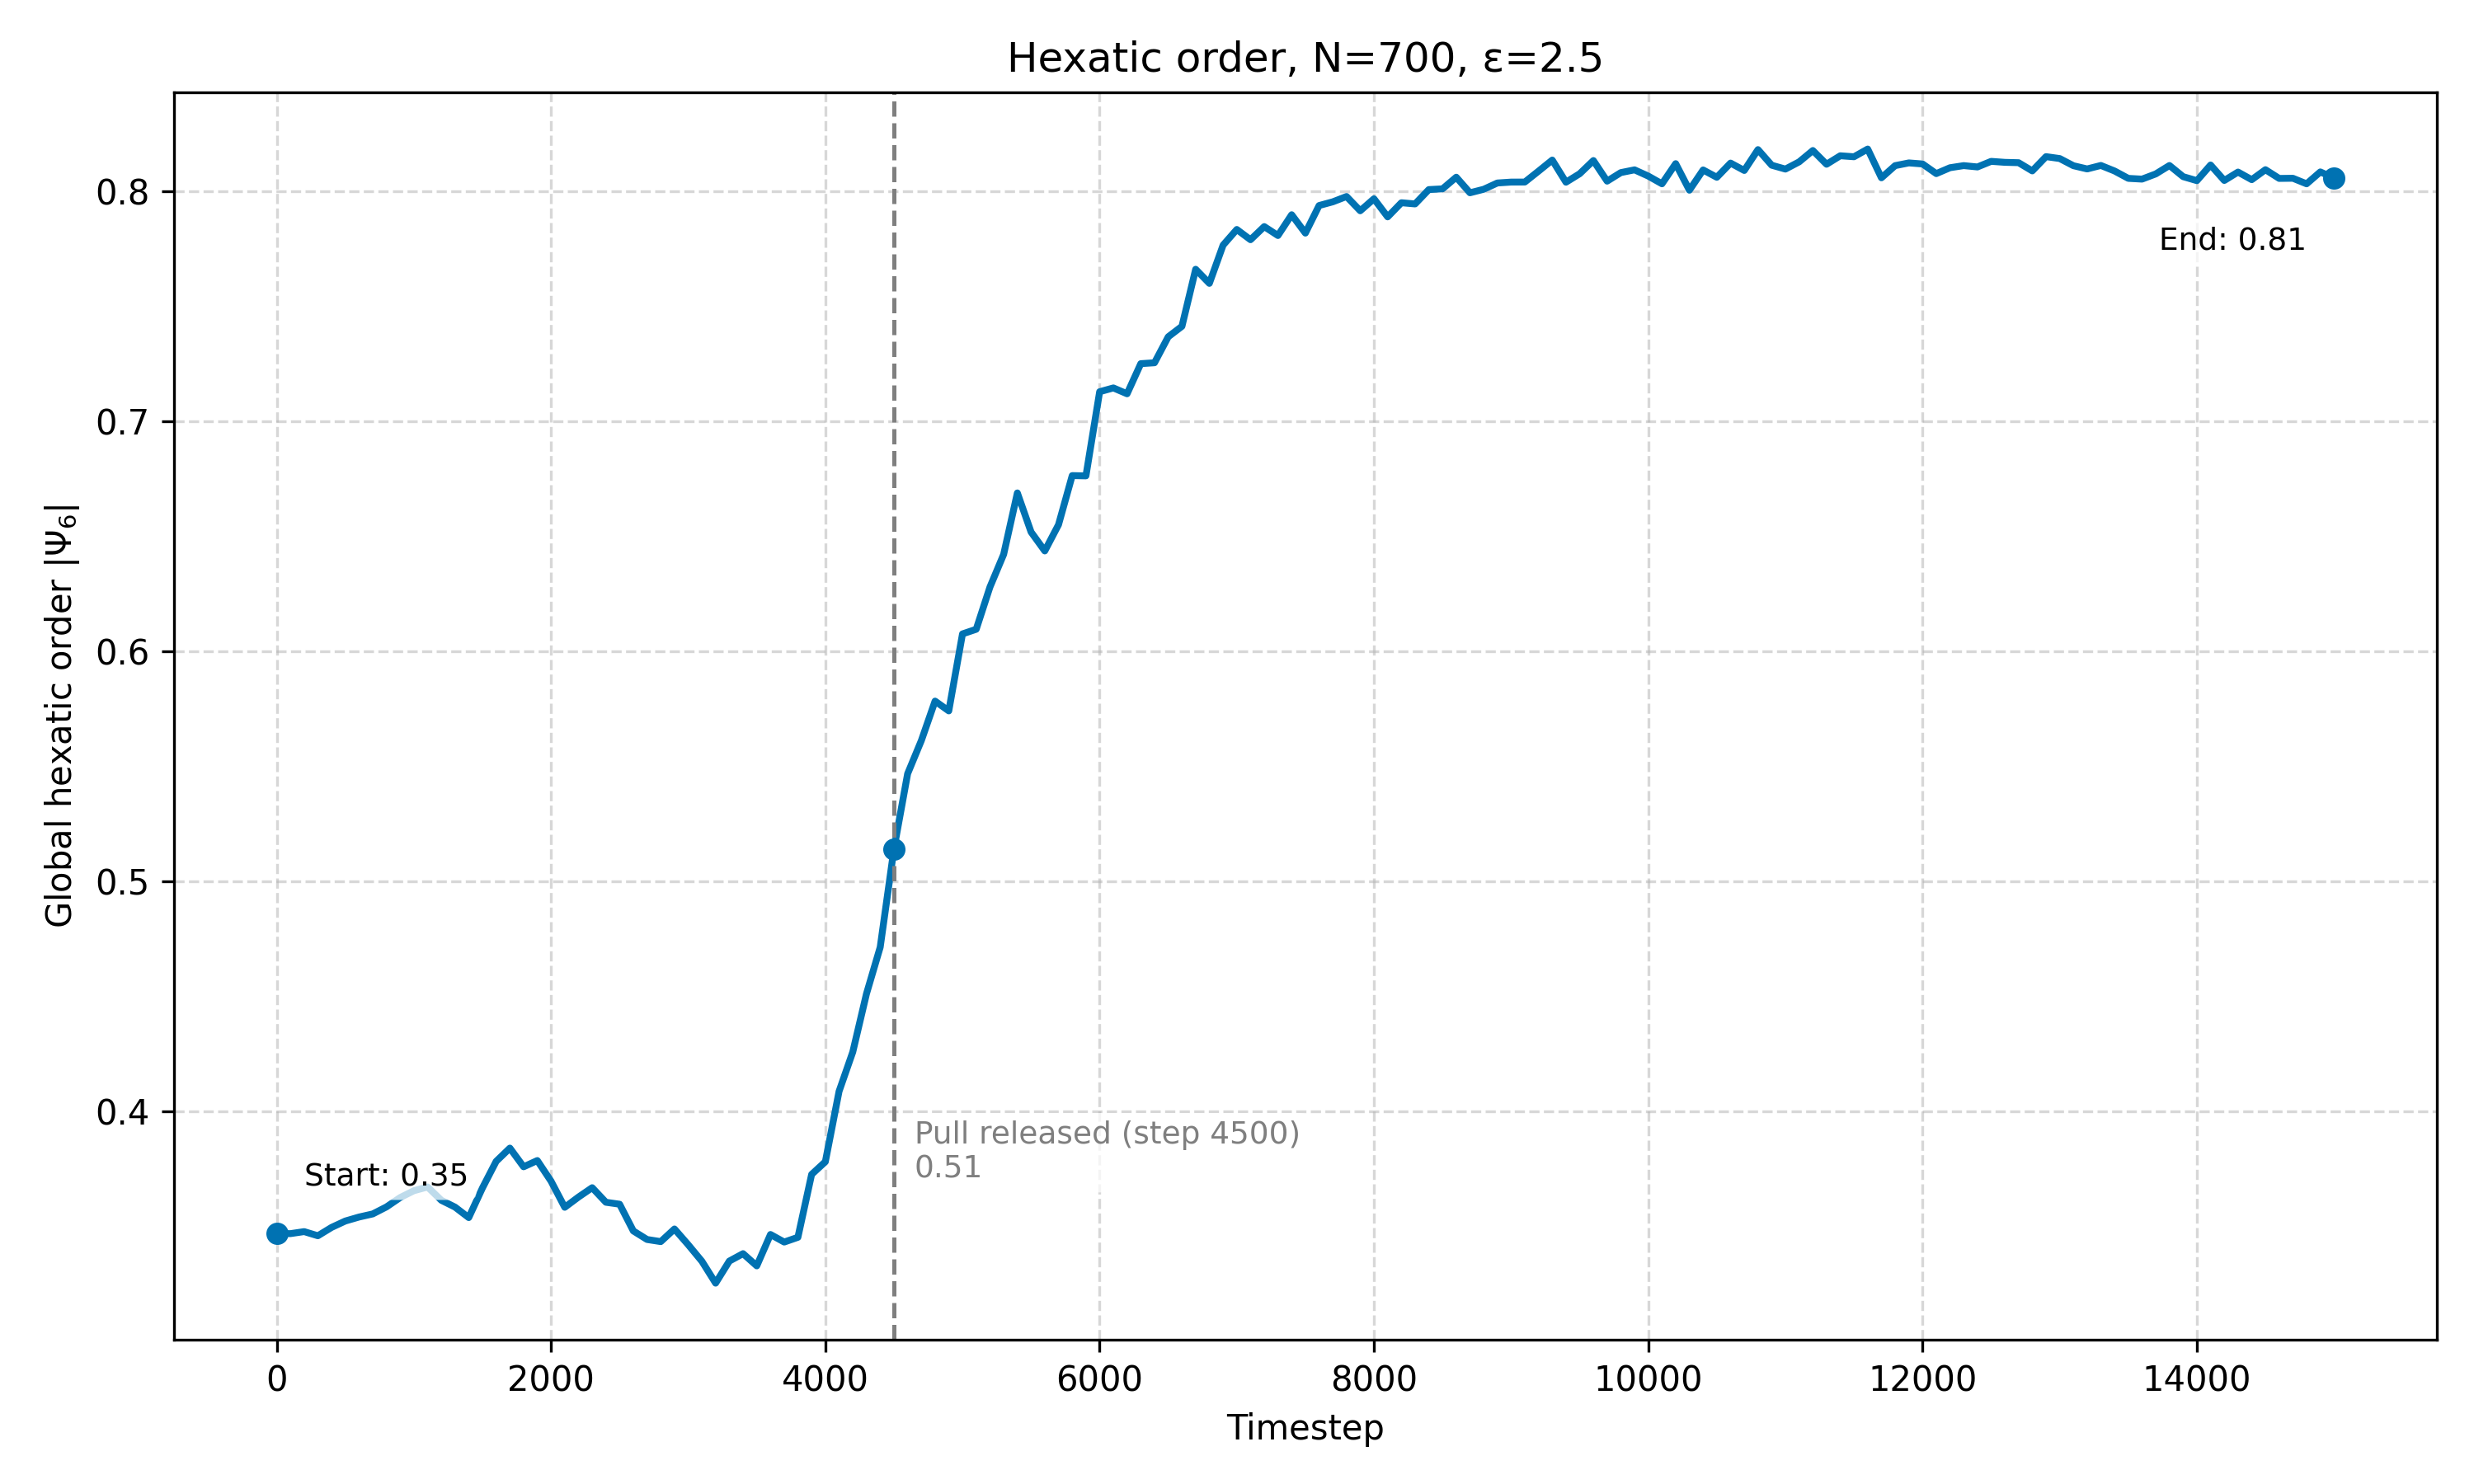 Hexatic order, N=700, ε=2.5
Global hexatic order |Ψ₆|
0.8
0.7
0.6
0.5
0.4
End: 0.81
Pull released (step 4500)
0.51
Start: 0.35
0 2000 4000 6000 8000 10000 12000 14000
Timestep